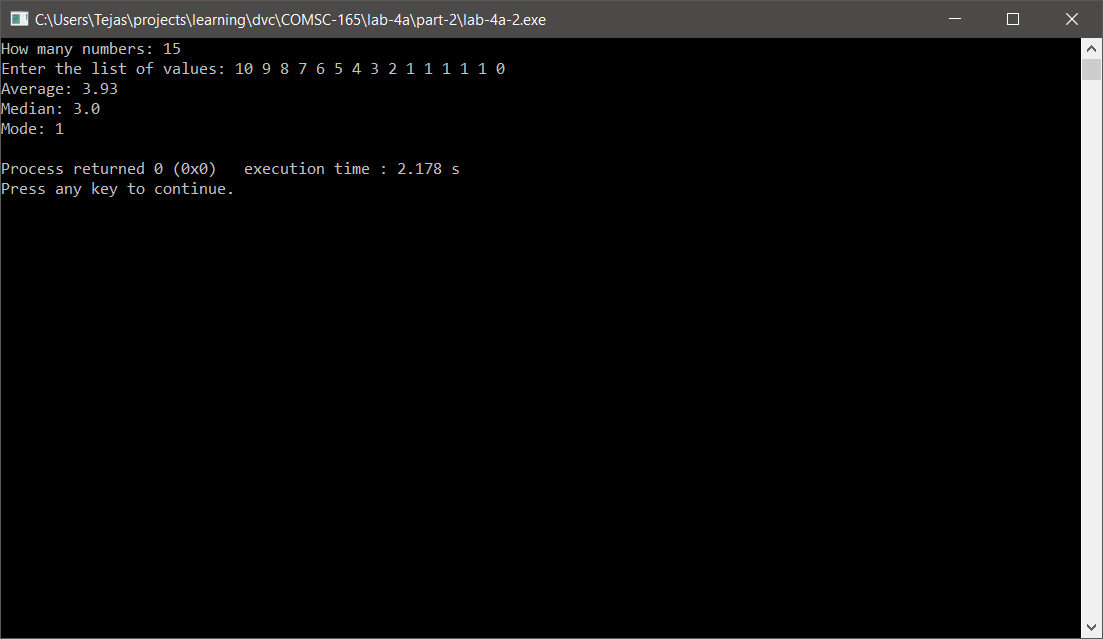 C:\Users\Tejas\projects\learning\dvc\COMSC-165\lab-4a\part-2\lab-4a-2.exe
How many numbers: 15
Enter the list of values: 10 9 8 7 6 5 4 3 2 1 1 1 1 1 0
Average: 3.93
Median: 3.0
Mode: 1
Process returned 0 (0x0)   execution time : 2.178 s
Press any key to continue.